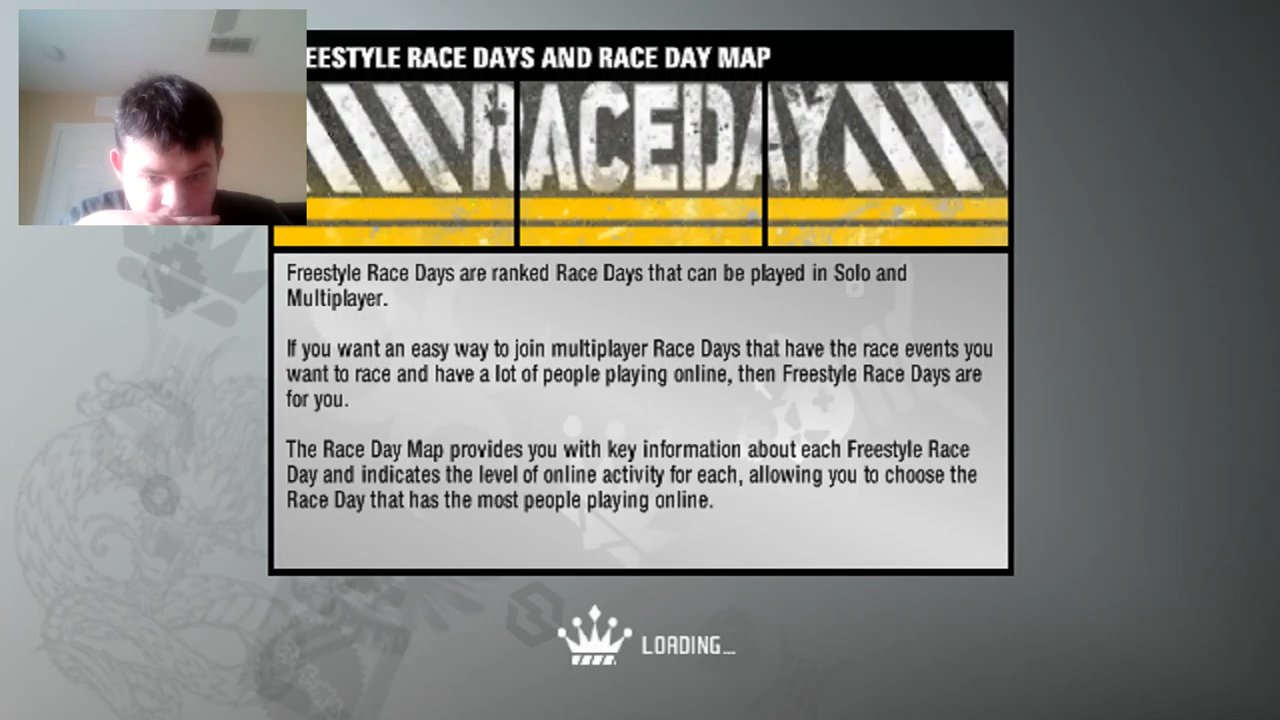 EESTYLE RACE DAYS AND RACE DAY MAP
RACEDAY
Freestyle Race Days are ranked Race Days that can be played in Solo and
Multiplayer.
If you want an easy way to join multiplayer Race Days that have the race events you
want to race and have a lot of people playing online, then Freestyle Race Days are
for you.
The Race Day Map provides you with key information about each Freestyle Race
Day and indicates the level of online activity for each, allowing you to choose the
Race Day that has the most people playing online.
LOADING_